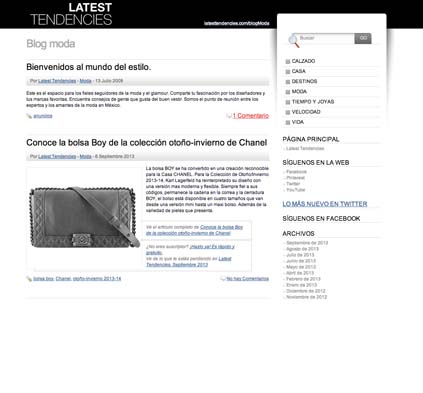 LATEST
TENDENCIES
latesttendencies.com/blogModa
Blog moda
Bienvenidos al mundo del estilo.
Por Latest Tendencies - Moda - 13 Julio 2009
Este es el espacio para los fieles seguidores de la moda y el glamour. Comparte tu fascinación por los diseñadores y
tus marcas favoritas. Encuentra consejos de gente que gusta del buen vestir. Somos el punto de reunión entre los
expertos y los amantes de la moda en México.
anuncios
1 Comentario
Conoce la bolsa Boy de la colección otoño-invierno de Chanel
Por Latest Tendencies - Moda - 6 Septiembre 2013
La bolsa BOY se ha convertido en una creación reconocible
para la Casa CHANEL. Para la Colección de Otoño/Invierno
2013-14, Karl Lagerfeld ha reinterpretado su diseño con
una versión mas moderna y flexible. Siempre fiel a sus
códigos, permanece la cadena en la correa y la cerradura
BOY, el bolso está disponible en cuatro tamaños que van
desde una versión mini hasta un maxi bolso. Además de la
variedad de pieles que presenta.
Ve el artículo completo de Conoce la bolsa Boy
de la colección otoño-invierno de Chanel
¿No eres suscriptor? ¡Hazlo ya! Es rápido y
gratuito.
Ve de lo que te estás perdiendo en Latest
Tendencies, Septiembre 2013
bolsa boy, Chanel, otoño-invierno 2013-14
No hay Comentarios
Buscar
GO
CALZADO
CASA
DESTINOS
MODA
TIEMPO Y JOYAS
VELOCIDAD
VIDA
PÁGINA PRINCIPAL
- Latest Tendencies
SÍGUENOS EN LA WEB
- Facebook
- Pinterest
- Twitter
- YouTube
LO MÁS NUEVO EN TWITTER
SÍGUENOS EN FACEBOOK
ARCHIVOS
- Septiembre de 2013
- Agosto de 2013
- Julio de 2013
- Junio de 2013
- Mayo de 2013
- Abril de 2013
- Febrero de 2013
- Enero de 2013
- Diciembre de 2012
- Noviembre de 2012